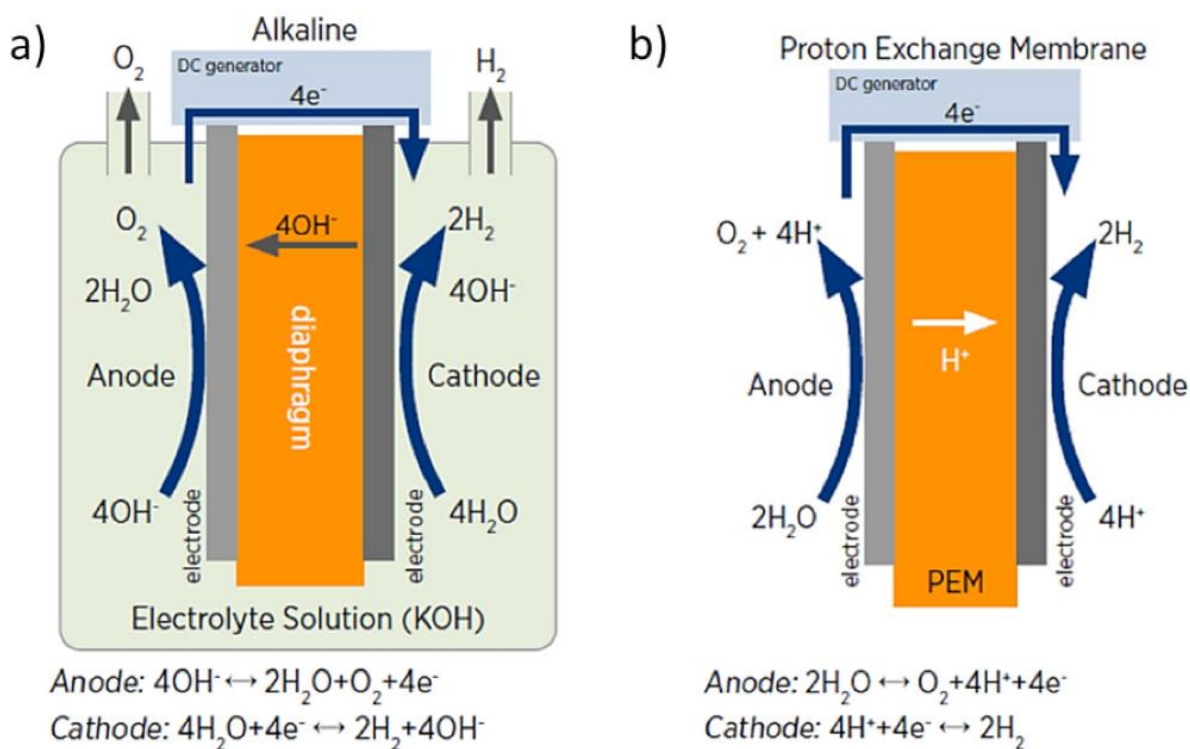 a)
Alkaline
O₂
H₂
DC generator
4e⁻
O₂
4OH⁻
2H₂
2H₂O
4OH⁻
diaphragm
Anode
Cathode
4OH⁻
electrode
electrode
4H₂O
Electrolyte Solution (KOH)
Anode: 4OH⁻ ↔ 2H₂O+O₂+4e⁻
Cathode: 4H₂O+4e⁻ ↔ 2H₂+4OH⁻
b)
Proton Exchange Membrane
DC generator
4e⁻
O₂ + 4H⁺
2H₂
H⁺
Anode
Cathode
2H₂O
electrode
electrode
4H⁺
PEM
Anode: 2H₂O ↔ O₂+4H⁺+4e⁻
Cathode: 4H⁺+4e⁻ ↔ 2H₂